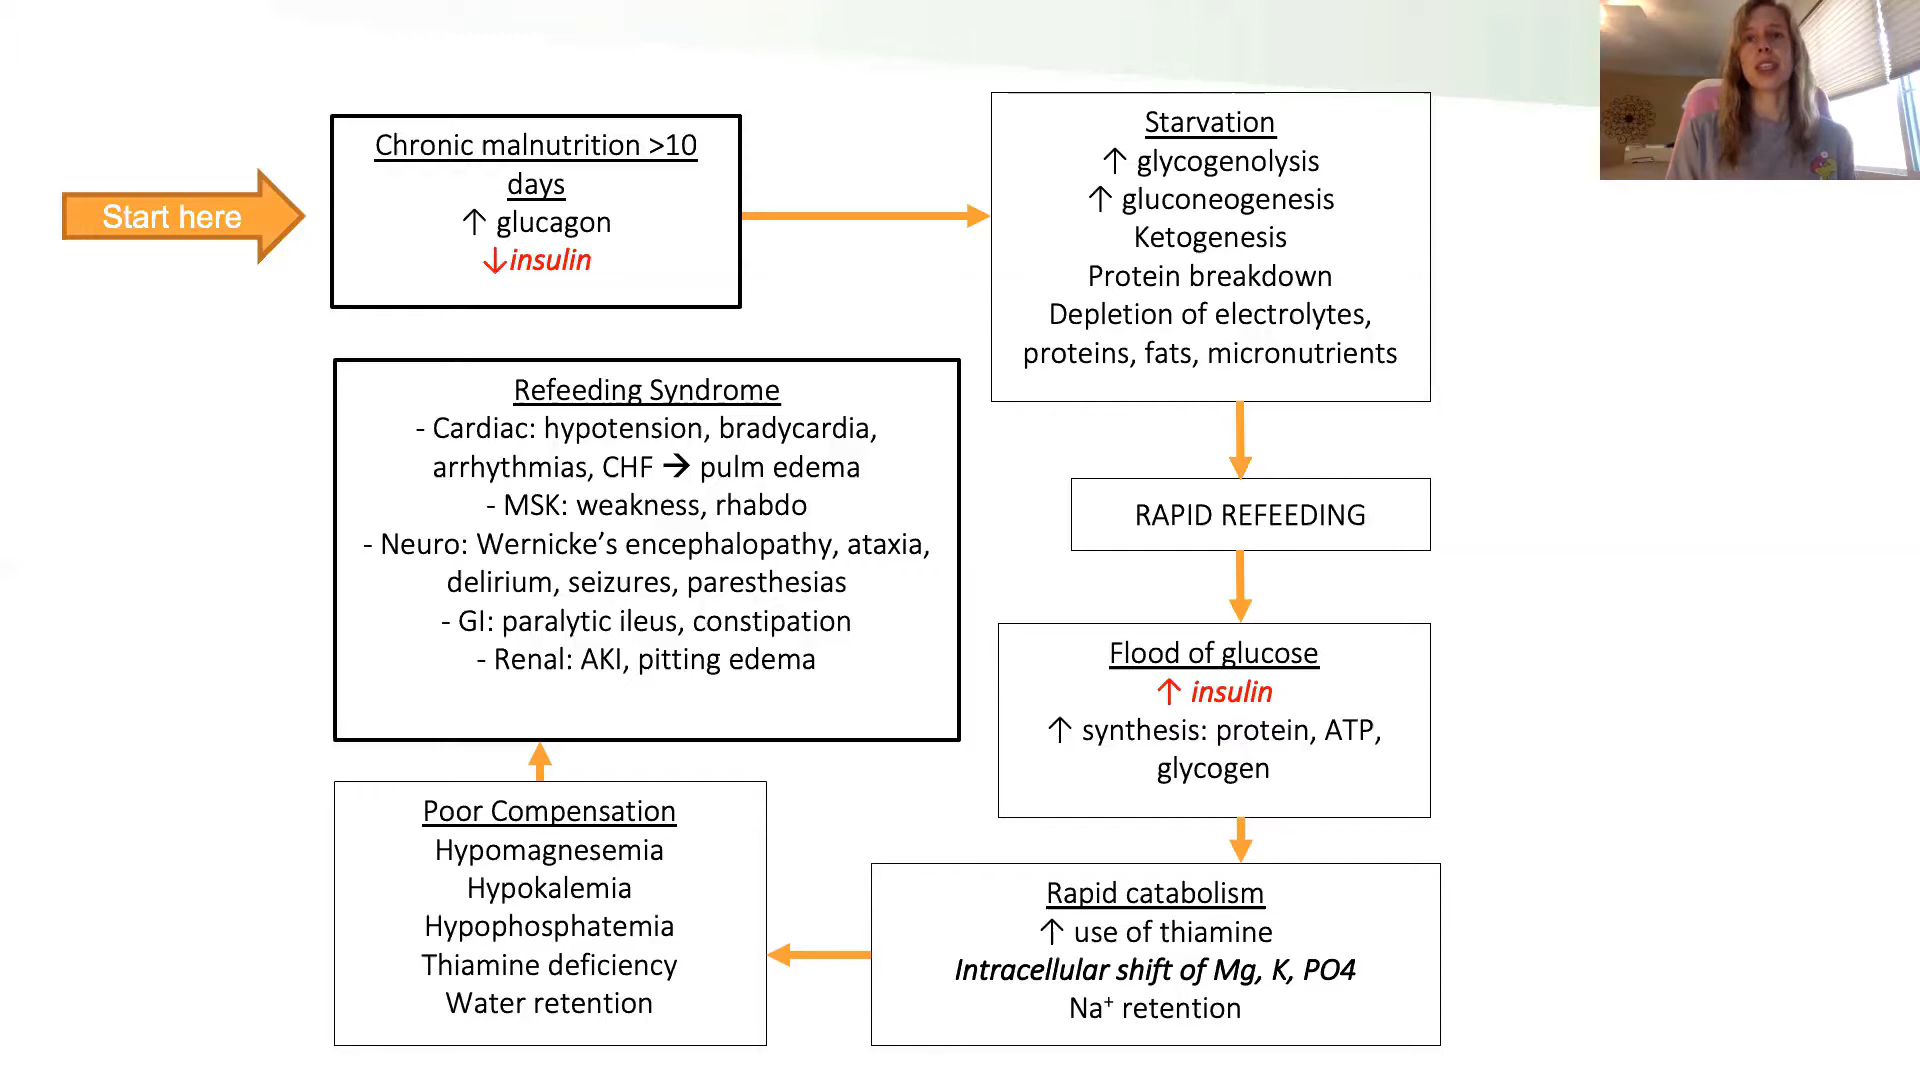 Start here
Chronic malnutrition >10
days
↑ glucagon
↓insulin
Starvation
↑ glycogenolysis
↑ gluconeogenesis
Ketogenesis
Protein breakdown
Depletion of electrolytes,
proteins, fats, micronutrients
RAPID REFEEDING
Flood of glucose
↑ insulin
↑ synthesis: protein, ATP,
glycogen
Rapid catabolism
↑ use of thiamine
Intracellular shift of Mg, K, PO4
Na⁺ retention
Poor Compensation
Hypomagnesemia
Hypokalemia
Hypophosphatemia
Thiamine deficiency
Water retention
Refeeding Syndrome
- Cardiac: hypotension, bradycardia,
arrhythmias, CHF → pulm edema
- MSK: weakness, rhabdo
- Neuro: Wernicke’s encephalopathy, ataxia,
delirium, seizures, paresthesias
- GI: paralytic ileus, constipation
- Renal: AKI, pitting edema